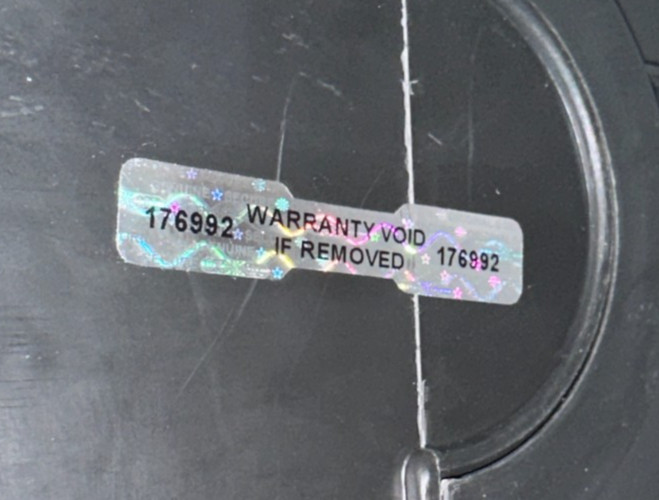 176992
WARRANTY VOID
IF REMOVED
176992